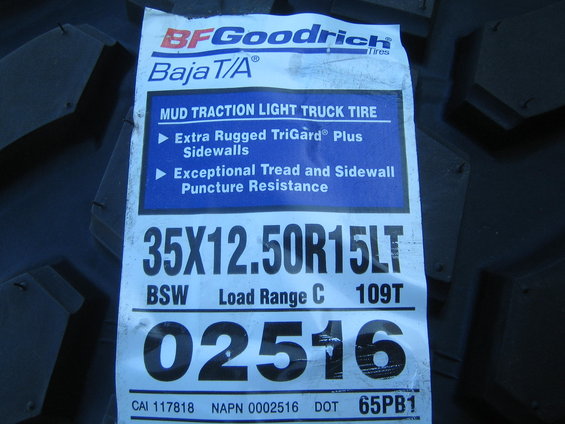 BFGoodrich®
Tires
Baja T/A®
MUD TRACTION LIGHT TRUCK TIRE
▶ Extra Rugged TriGard® Plus
Sidewalls
▶ Exceptional Tread and Sidewall
Puncture Resistance
35X12.50R15LT
BSW Load Range C 109T
02516
CAI 117818 NAPN 0002516 DOT 65PB1